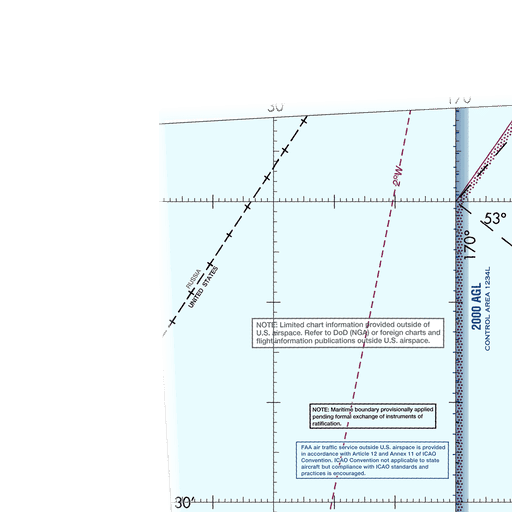 30'
170
2°W
53°
170°
RUSSIA
UNITED STATES
2000 AGL
CONTROL AREA 1234L
NOTE: Limited chart information provided outside of
U.S. airspace. Refer to DoD (NGA) or foreign charts and
flight information publications outside U.S. airspace.
NOTE: Maritime boundary provisionally applied
pending formal exchange of instruments of
ratification.
FAA air traffic service outside U.S. airspace is provided
in accordance with Article 12 and Annex 11 of ICAO
Convention. ICAO Convention not applicable to state
aircraft but compliance with ICAO standards and
practices is encouraged.
30'